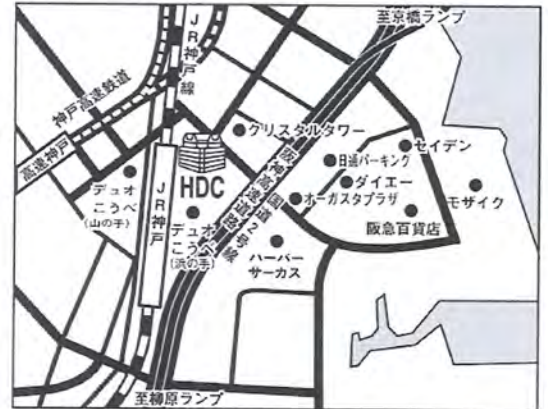 至京橋ランプ
JR神戸線
神戸高速鉄道
高速神戸
クリスタルタワー
セイデン
日通パーキング
ダイエー
オーガスタプラザ
モザイク
阪急百貨店
デュオ
こうべ
(山の手)
HDC
JR神戸
デュオ
こうべ
(浜の手)
国道2号線
阪神高速道路
ハーバー
サーカス
至柳原ランプ